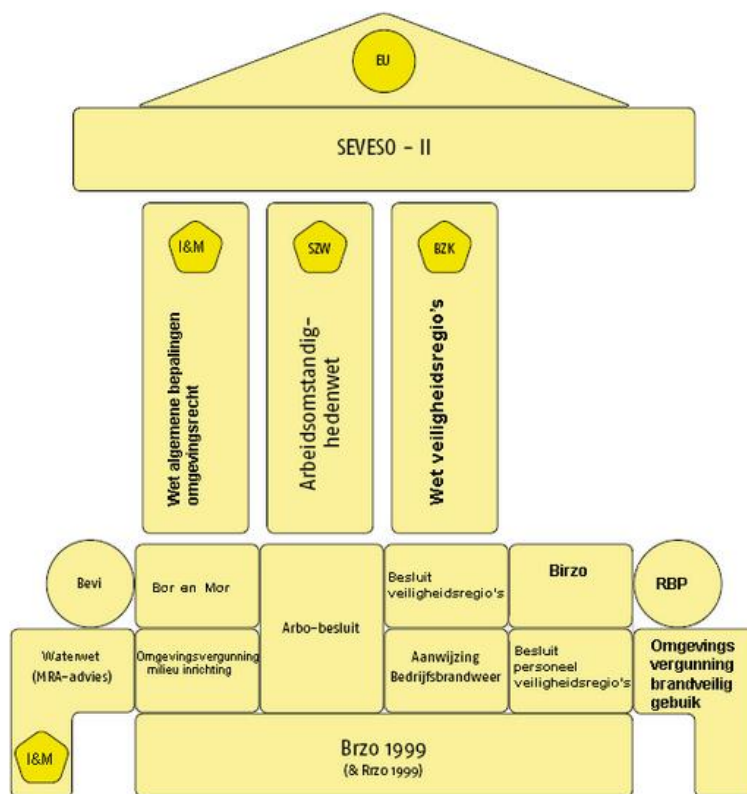 EU
SEVESO - II
I&M
SZW
BZK
Wet algemene bepalingen
omgevingsrecht
Arbeidsomstandig-
hedenwet
Wet veiligheidsregio's
Bevi
Bor en Mor
Arbo-besluit
Besluit
veiligheidsregio's
Birzo
RBP
Waterwet
(MRA-advies)
Omgevingsvergunning
milieu inrichting
Aanwijzing
Bedrijfsbrandweer
Besluit
personeel
veiligheidsregio's
Omgevings
vergunning
brandveilig
gebuik
I&M
Brzo 1999
(& Rrzo 1999)